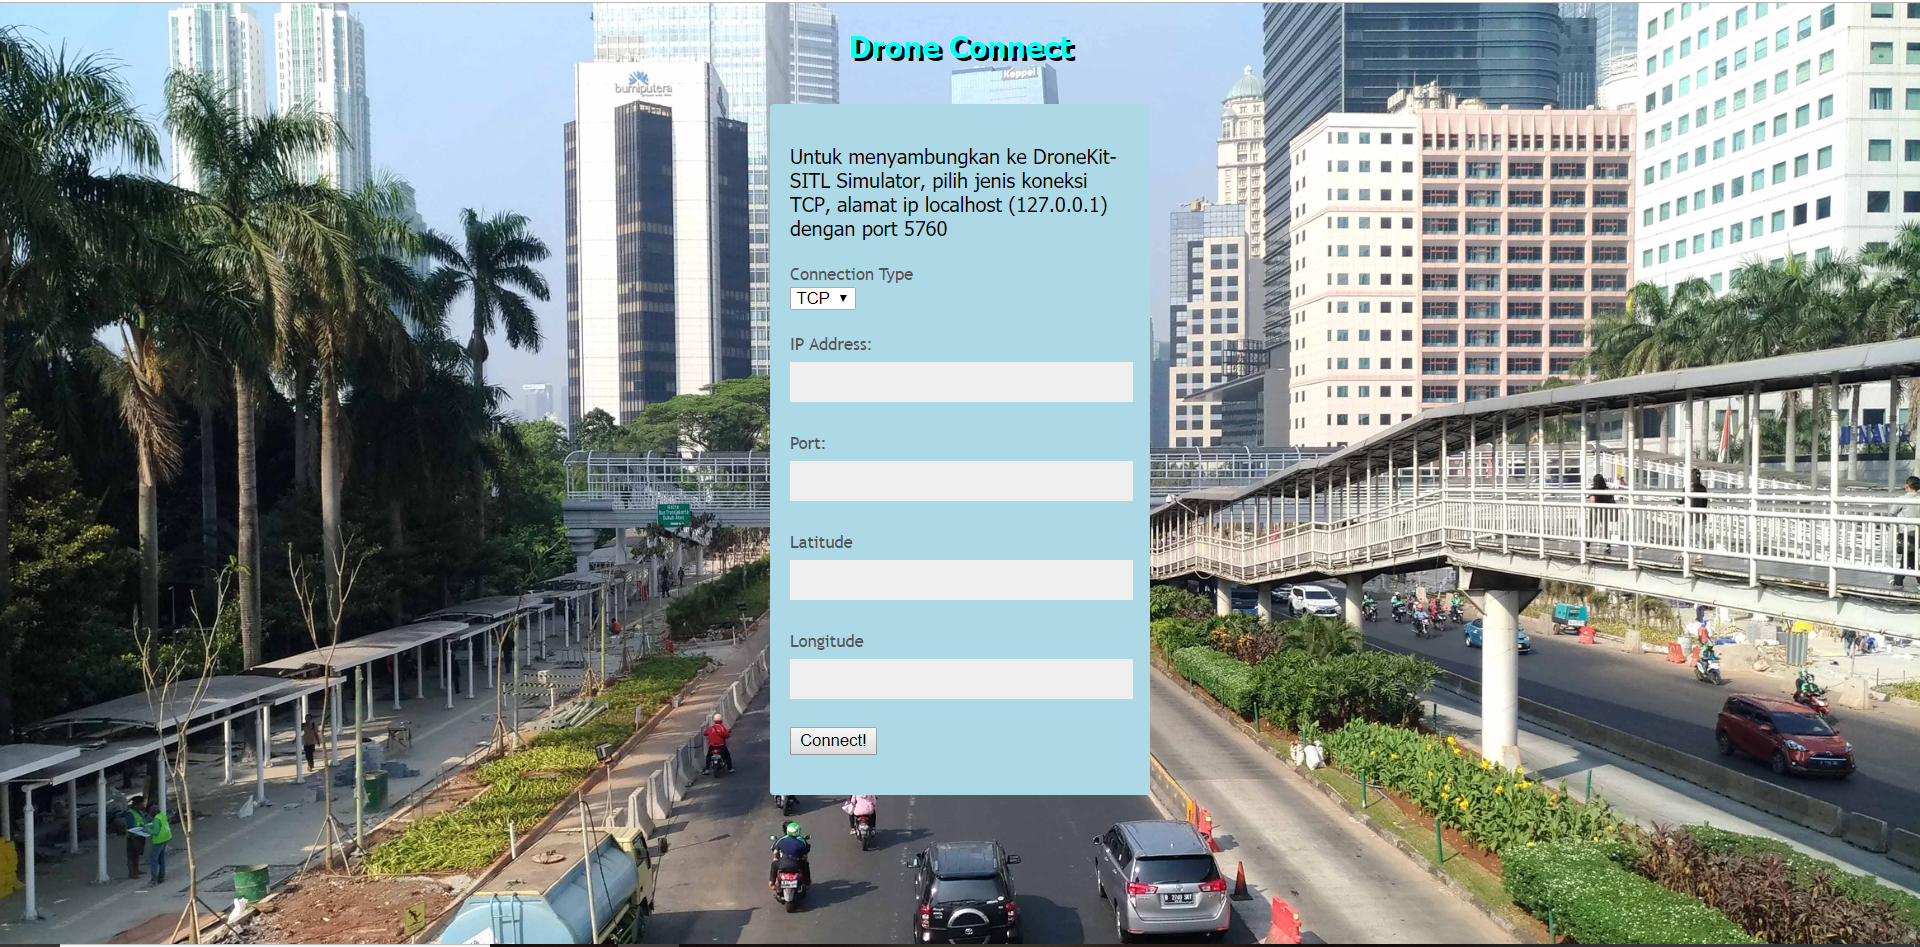 Drone Connect
bumiputera
Keppel
Untuk menyambungkan ke DroneKit-
SITL Simulator, pilih jenis koneksi
TCP, alamat ip localhost (127.0.0.1)
dengan port 5760
Connection Type
TCP
IP Address:
Port:
Latitude
Longitude
Connect!